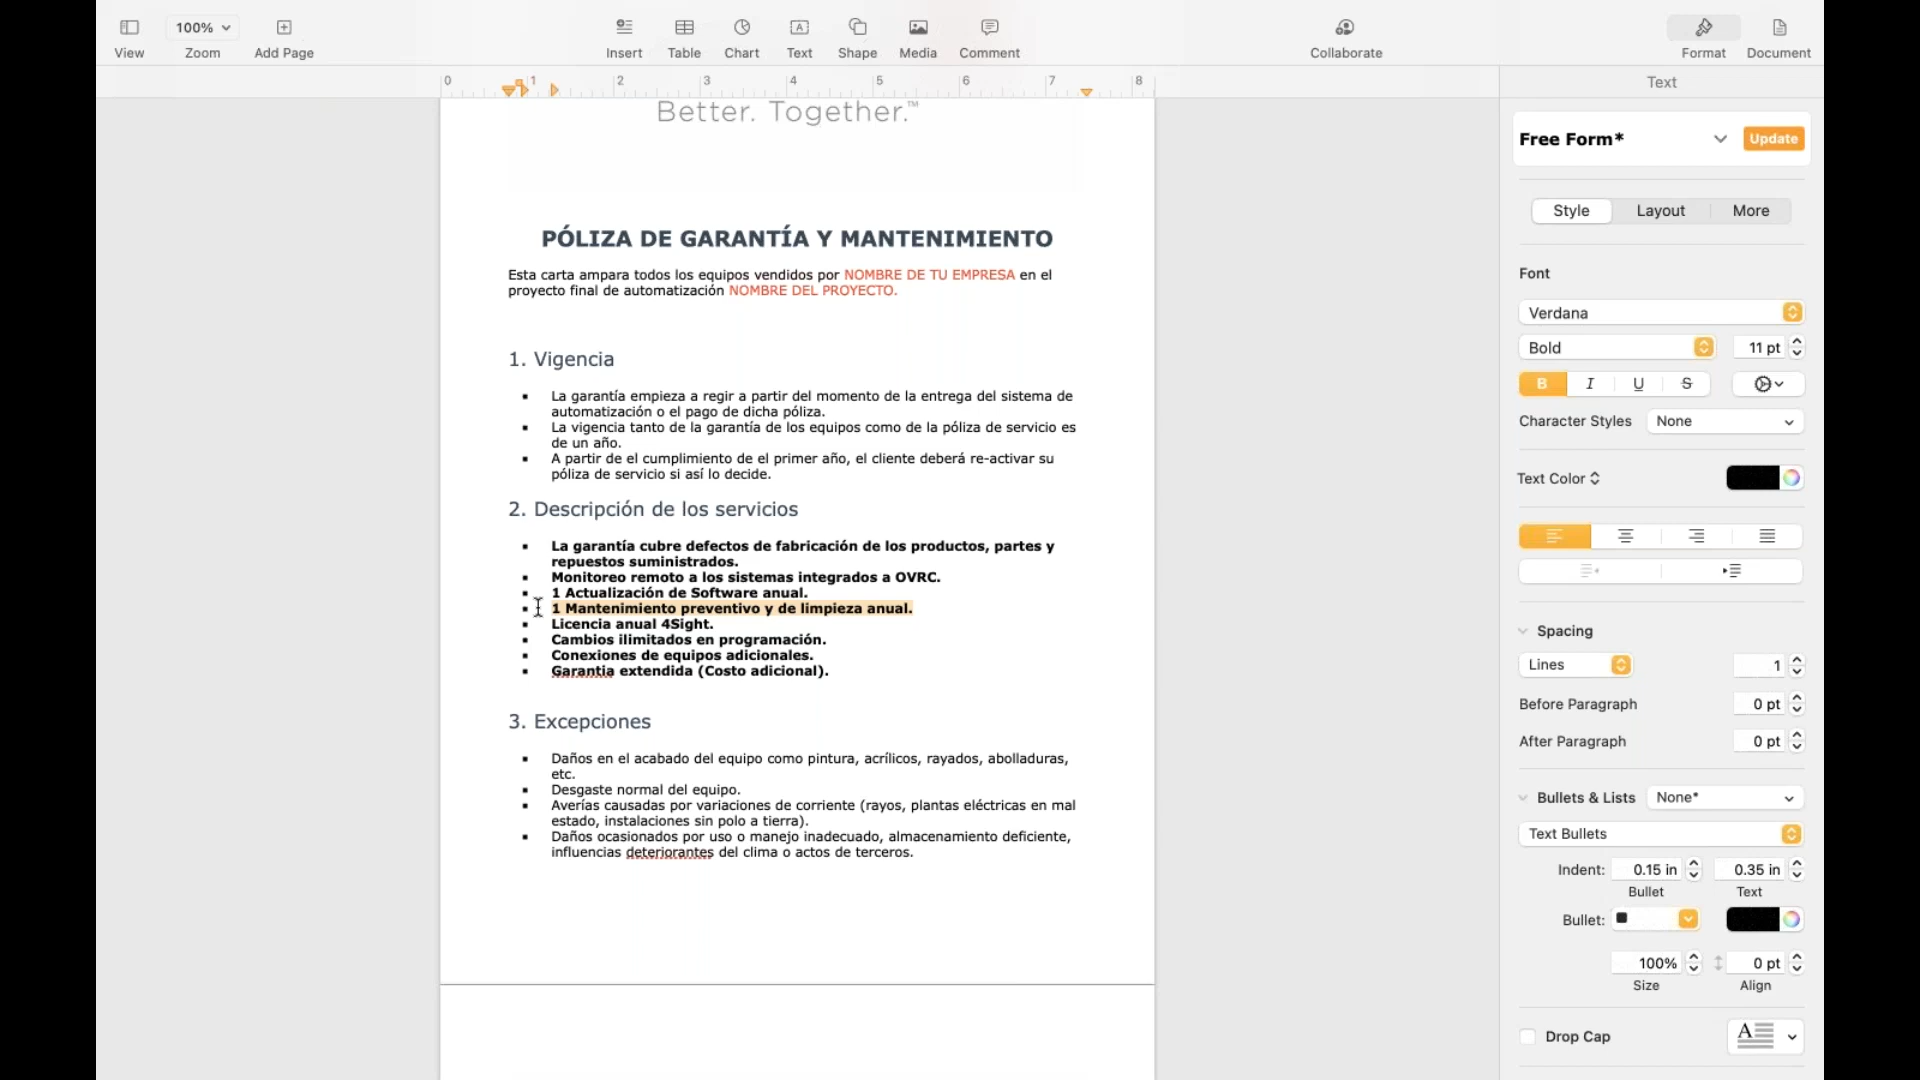 View
100%
Zoom
Add Page
Insert
Table
Chart
Text
Shape
Media
Comment
Collaborate
Format
Document
0 1 2 3 4 5 6 7 8
Text
Better. Together.™
PÓLIZA DE GARANTÍA Y MANTENIMIENTO
Esta carta ampara todos los equipos vendidos por NOMBRE DE TU EMPRESA en el
proyecto final de automatización NOMBRE DEL PROYECTO.
1. Vigencia
▪ La garantía empieza a regir a partir del momento de la entrega del sistema de
automatización o el pago de dicha póliza.
▪ La vigencia tanto de la garantía de los equipos como de la póliza de servicio es
de un año.
▪ A partir de el cumplimiento de el primer año, el cliente deberá re-activar su
póliza de servicio si así lo decide.
2. Descripción de los servicios
▪ La garantía cubre defectos de fabricación de los productos, partes y
repuestos suministrados.
▪ Monitoreo remoto a los sistemas integrados a OVRC.
▪ 1 Actualización de Software anual.
▪ 1 Mantenimiento preventivo y de limpieza anual.
▪ Licencia anual 4Sight.
▪ Cambios ilimitados en programación.
▪ Conexiones de equipos adicionales.
▪ Garantia extendida (Costo adicional).
3. Excepciones
▪ Daños en el acabado del equipo como pintura, acrílicos, rayados, abolladuras,
etc.
▪ Desgaste normal del equipo.
▪ Averías causadas por variaciones de corriente (rayos, plantas eléctricas en mal
estado, instalaciones sin polo a tierra).
▪ Daños ocasionados por uso o manejo inadecuado, almacenamiento deficiente,
influencias deteriorantes del clima o actos de terceros.
Free Form*
Update
Style Layout More
Font
Verdana
Bold 11 pt
B I U S
Character Styles None
Text Color
Spacing
Lines 1
Before Paragraph 0 pt
After Paragraph 0 pt
Bullets & Lists None*
Text Bullets
Indent: 0.15 in 0.35 in
Bullet Text
Bullet:
100% 0 pt
Size Align
Drop Cap A